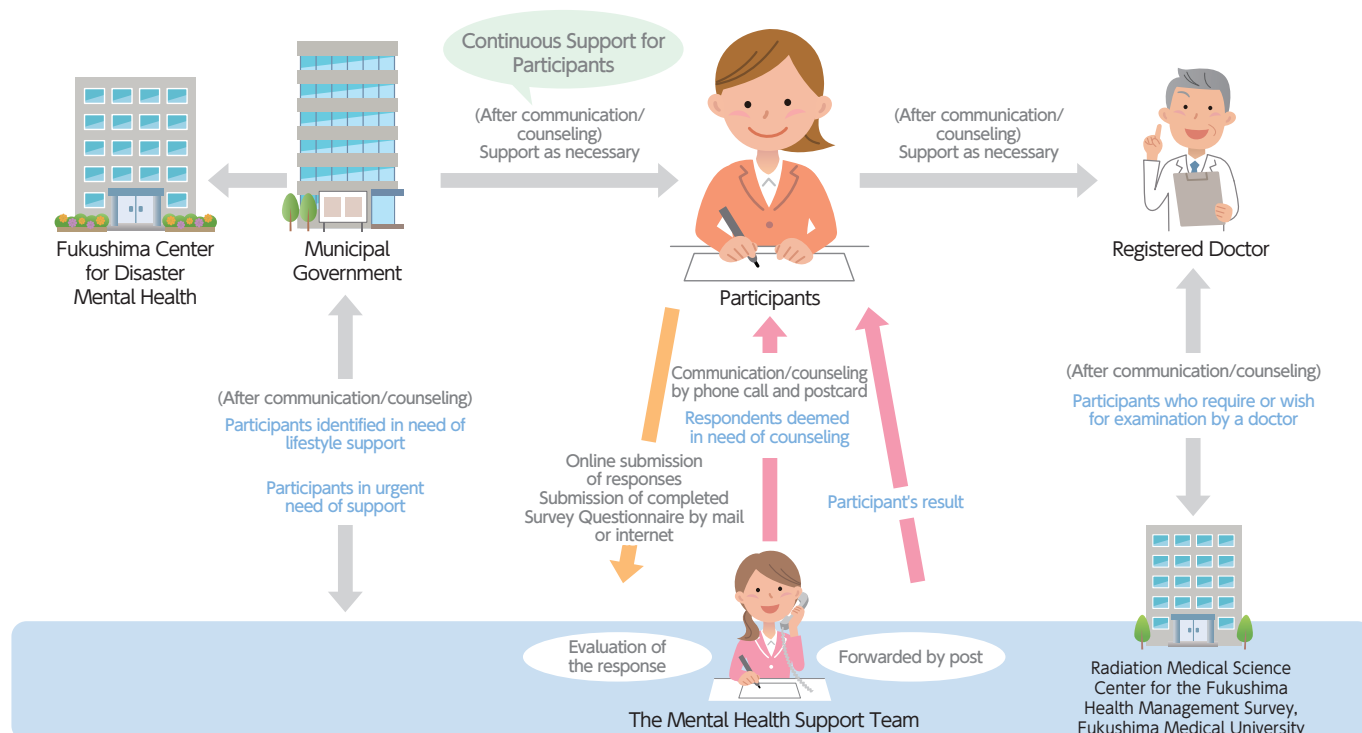 Continuous Support for
Participants
(After communication/
counseling)
Support as necessary
(After communication/
counseling)
Support as necessary
Fukushima Center
for Disaster
Mental Health
Municipal
Government
Participants
Registered Doctor
(After communication/counseling)
Participants identified in need of
lifestyle support
Participants in urgent
need of support
Communication/counseling
by phone call and postcard
Respondents deemed
in need of counseling
Online submission
of responses
Submission of completed
Survey Questionnaire by mail
or internet
Participant's result
(After communication/counseling)
Participants who require or wish
for examination by a doctor
Evaluation of
the response
Forwarded by post
The Mental Health Support Team
Radiation Medical Science
Center for the Fukushima
Health Management Survey,
Fukushima Medical University